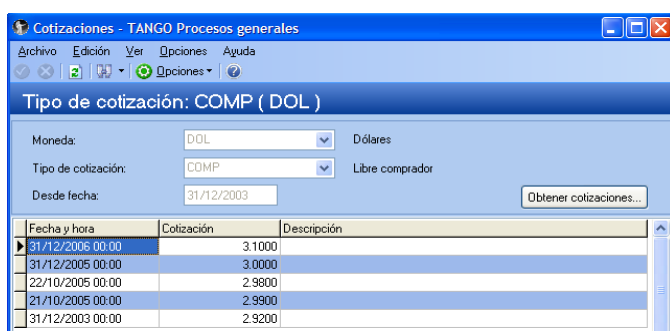 Cotizaciones - TANGO Procesos generales
Archivo Edición Ver Opciones Ayuda
Opciones
Tipo de cotización: COMP ( DOL )
Moneda: DOL Dólares
Tipo de cotización: COMP Libre comprador
Desde fecha: 31/12/2003 Obtener cotizaciones...
Fecha y hora Cotización Descripción
31/12/2006 00:00 3.1000
31/12/2005 00:00 3.0000
22/10/2005 00:00 2.9800
21/10/2005 00:00 2.9900
31/12/2003 00:00 2.9200